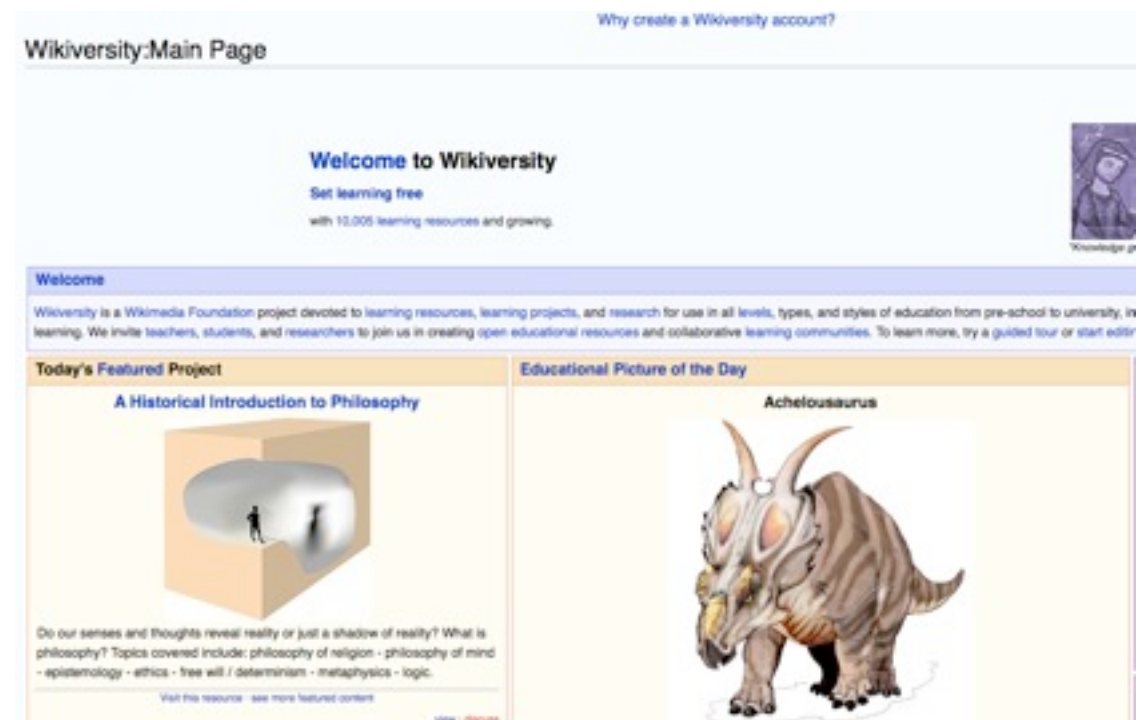 Why create a Wikiversity account?
Wikiversity:Main Page
Welcome to Wikiversity
Set learning free
with 10,005 learning resources and growing.
"Knowledge
Welcome
Wikiversity is a Wikimedia Foundation project devoted to learning resources, learning projects, and research for use in all levels, types, and styles of education from pre-school to university,
learning. We invite teachers, students, and researchers to join us in creating open educational resources and collaborative learning communities. To learn more, try a guided tour or start
Today's Featured Project
A Historical Introduction to Philosophy
Do our senses and thoughts reveal reality or just a shadow of reality? What is
philosophy? Topics covered include: philosophy of religion - philosophy of mind
- epistemology - ethics - free will / determinism - metaphysics - logic.
Visit this resource - see more featured content
view - discuss
Educational Picture of the Day
Achelousaurus